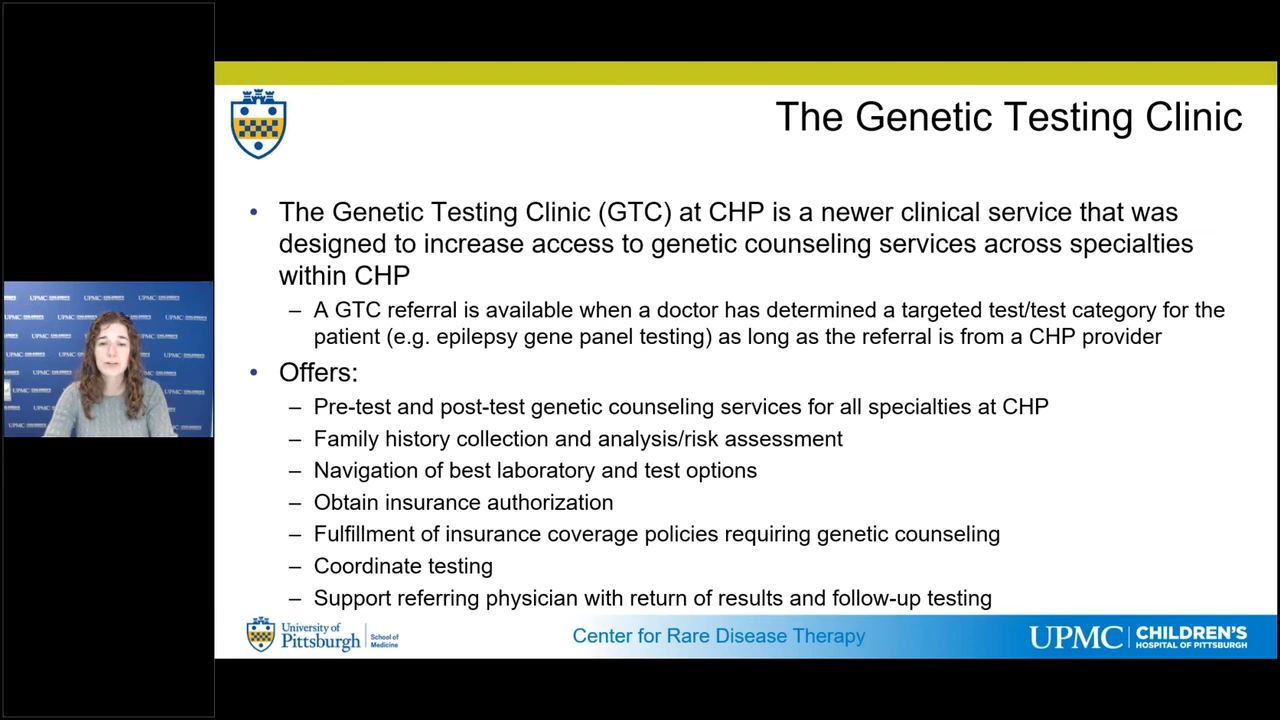 The Genetic Testing Clinic
• The Genetic Testing Clinic (GTC) at CHP is a newer clinical service that was
designed to increase access to genetic counseling services across specialties
within CHP
– A GTC referral is available when a doctor has determined a targeted test/test category for the
patient (e.g. epilepsy gene panel testing) as long as the referral is from a CHP provider
• Offers:
– Pre-test and post-test genetic counseling services for all specialties at CHP
– Family history collection and analysis/risk assessment
– Navigation of best laboratory and test options
– Obtain insurance authorization
– Fulfillment of insurance coverage policies requiring genetic counseling
– Coordinate testing
– Support referring physician with return of results and follow-up testing
University of
Pittsburgh
School of
Medicine
Center for Rare Disease Therapy
UPMC
CHILDREN'S
HOSPITAL OF PITTSBURGH